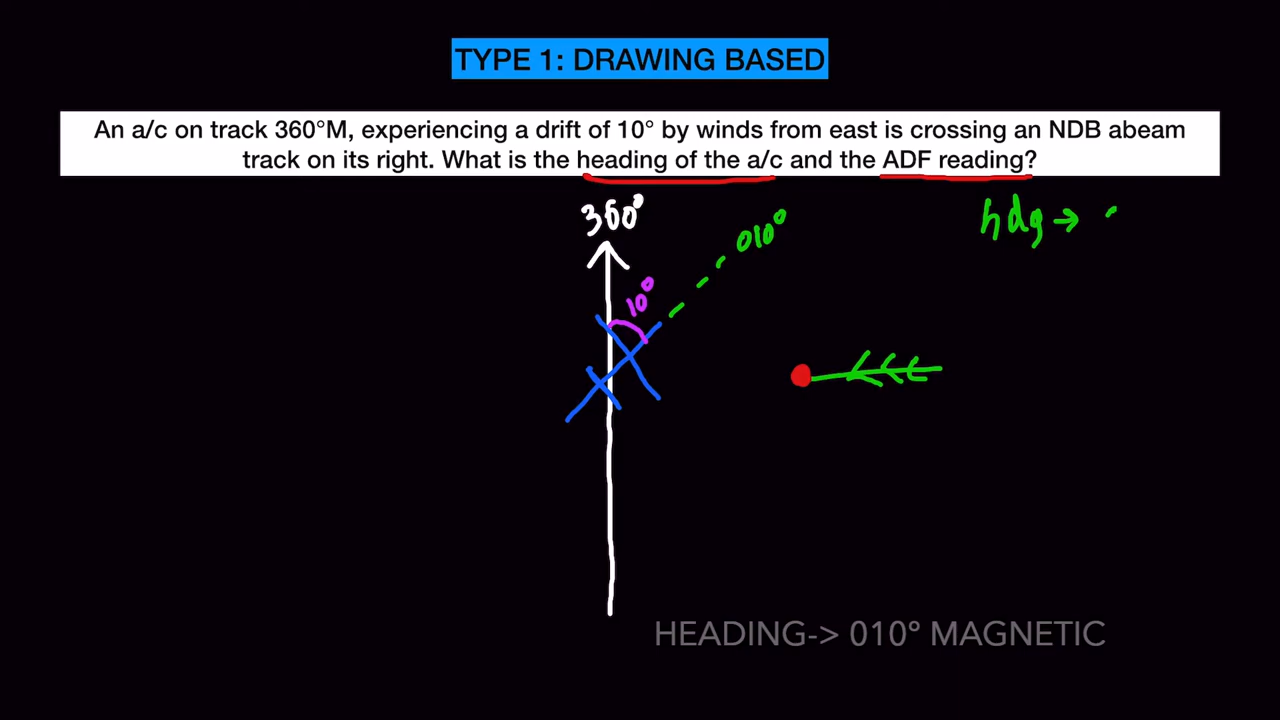 TYPE 1: DRAWING BASED
An a/c on track 360°M, experiencing a drift of 10° by winds from east is crossing an NDB abeam
track on its right. What is the heading of the a/c and the ADF reading?
360°
010°
hdg →
10°
HEADING-> 010° MAGNETIC